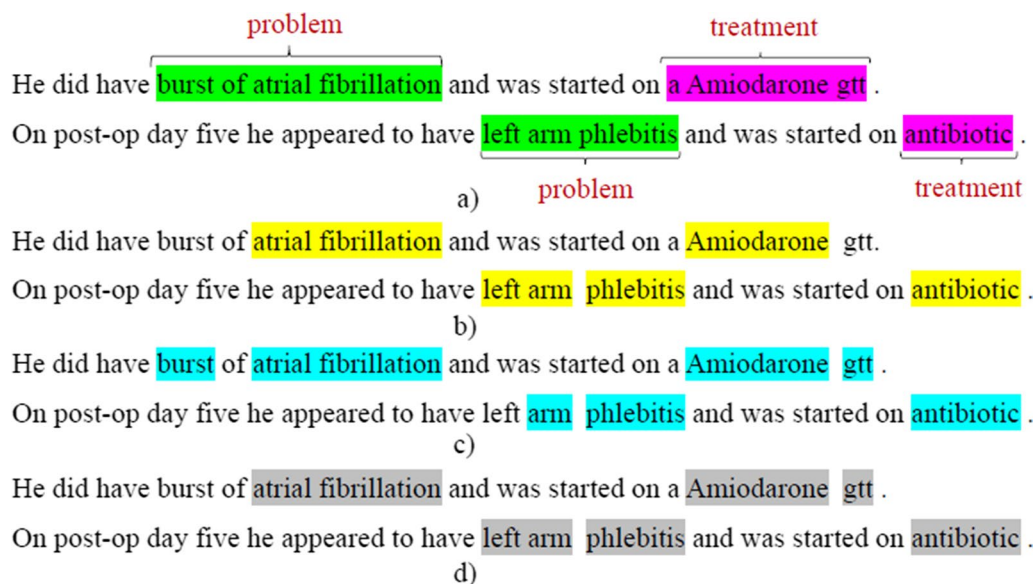 problem treatment
He did have burst of atrial fibrillation and was started on a Amiodarone gtt .
On post-op day five he appeared to have left arm phlebitis and was started on antibiotic .
problem treatment
a)
He did have burst of atrial fibrillation and was started on a Amiodarone gtt.
On post-op day five he appeared to have left arm phlebitis and was started on antibiotic .
b)
He did have burst of atrial fibrillation and was started on a Amiodarone gtt .
On post-op day five he appeared to have left arm phlebitis and was started on antibiotic .
c)
He did have burst of atrial fibrillation and was started on a Amiodarone gtt .
On post-op day five he appeared to have left arm phlebitis and was started on antibiotic .
d)